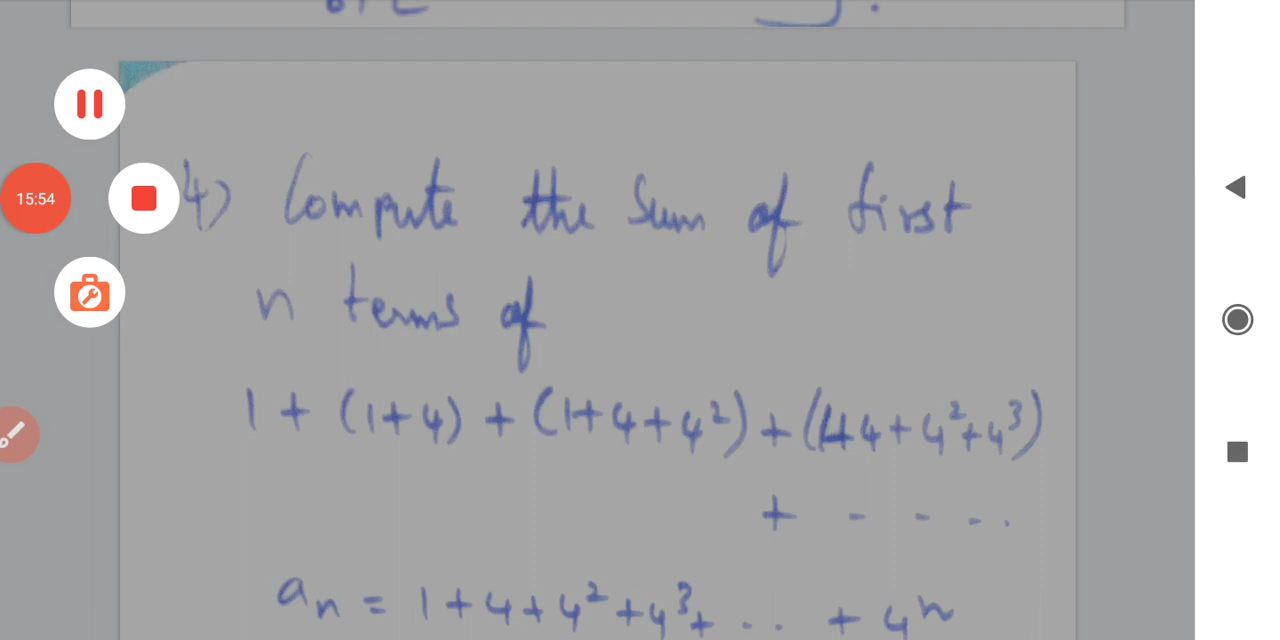 15:54
4) Compute the sum of first
n terms of
1 + (1+4) + (1+4+4²) + (1+4+4²+4³)
+ - - - ..
aₙ = 1+4+4²+4³+ ... + 4ⁿ